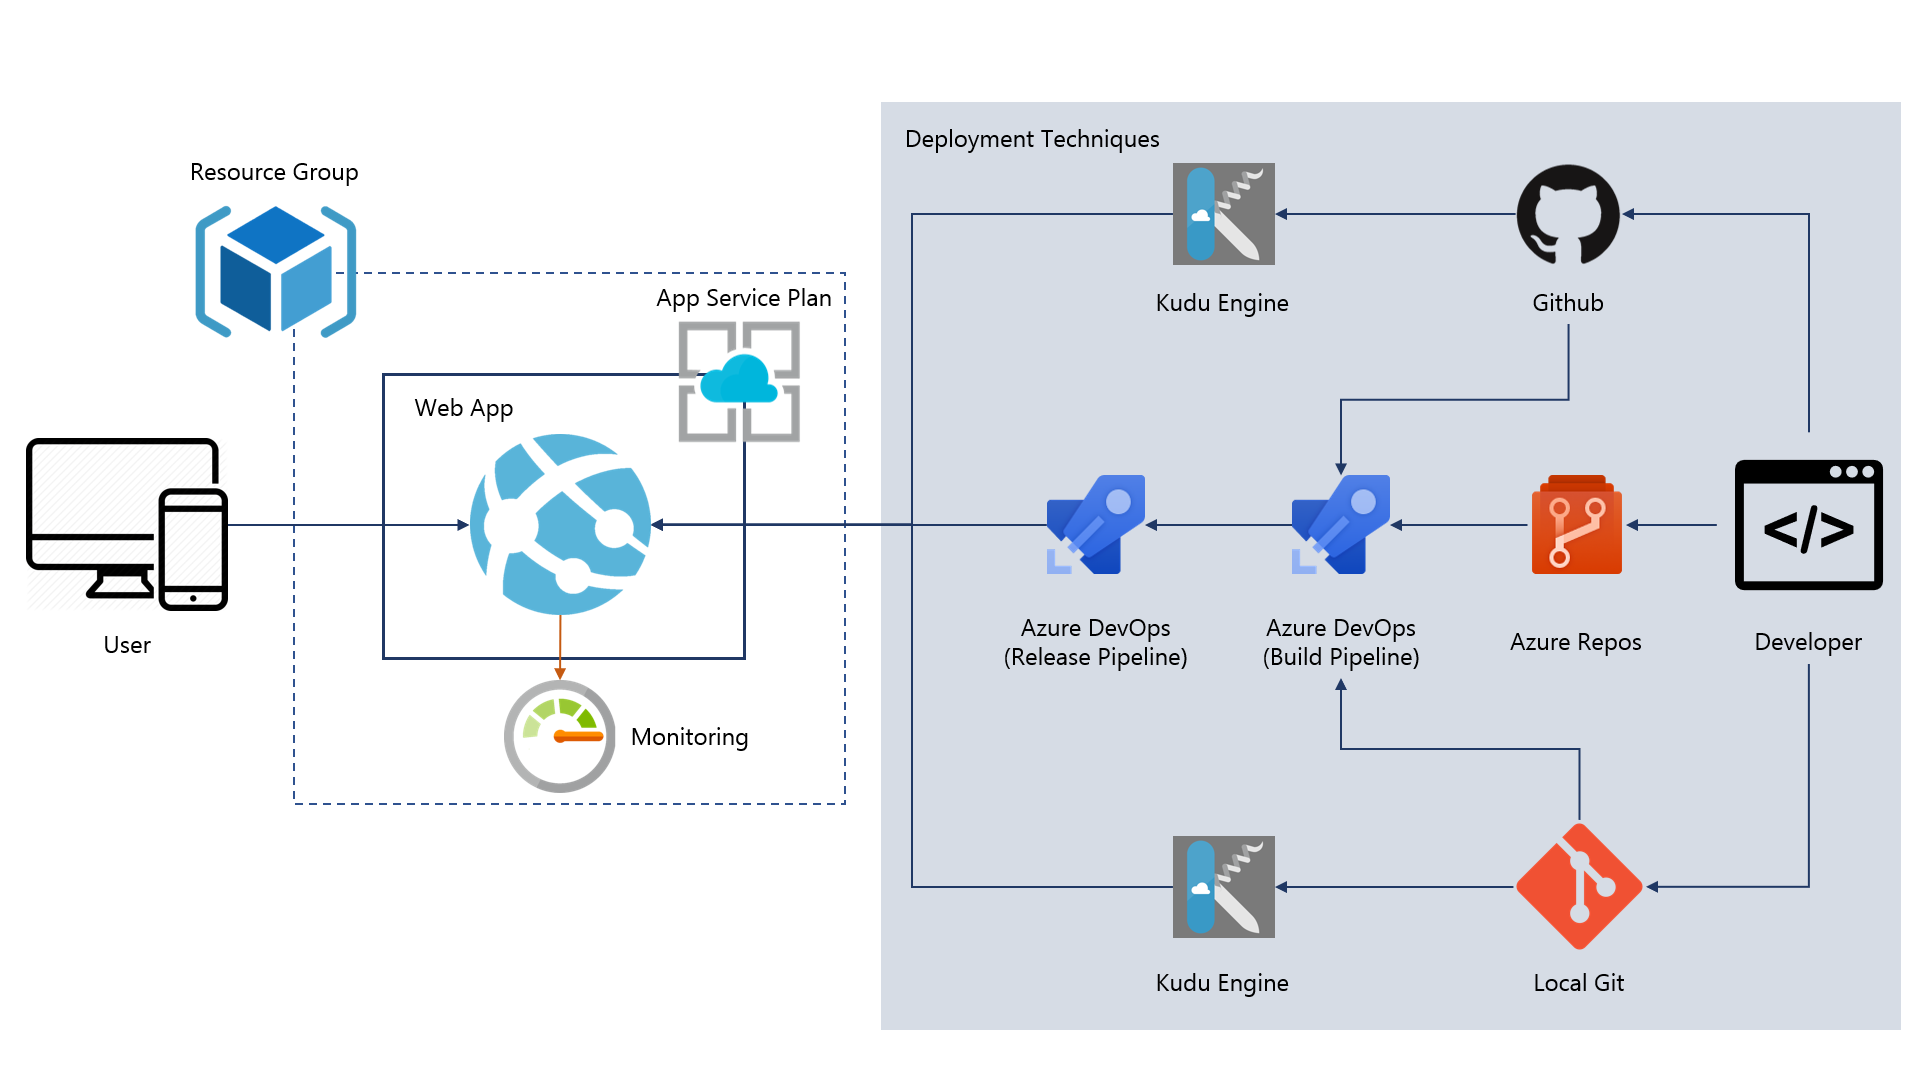 Deployment Techniques
Resource Group
App Service Plan
Kudu Engine
Github
Web App
</>
User
Azure DevOps
(Release Pipeline)
Azure DevOps
(Build Pipeline)
Azure Repos
Developer
Monitoring
Kudu Engine
Local Git